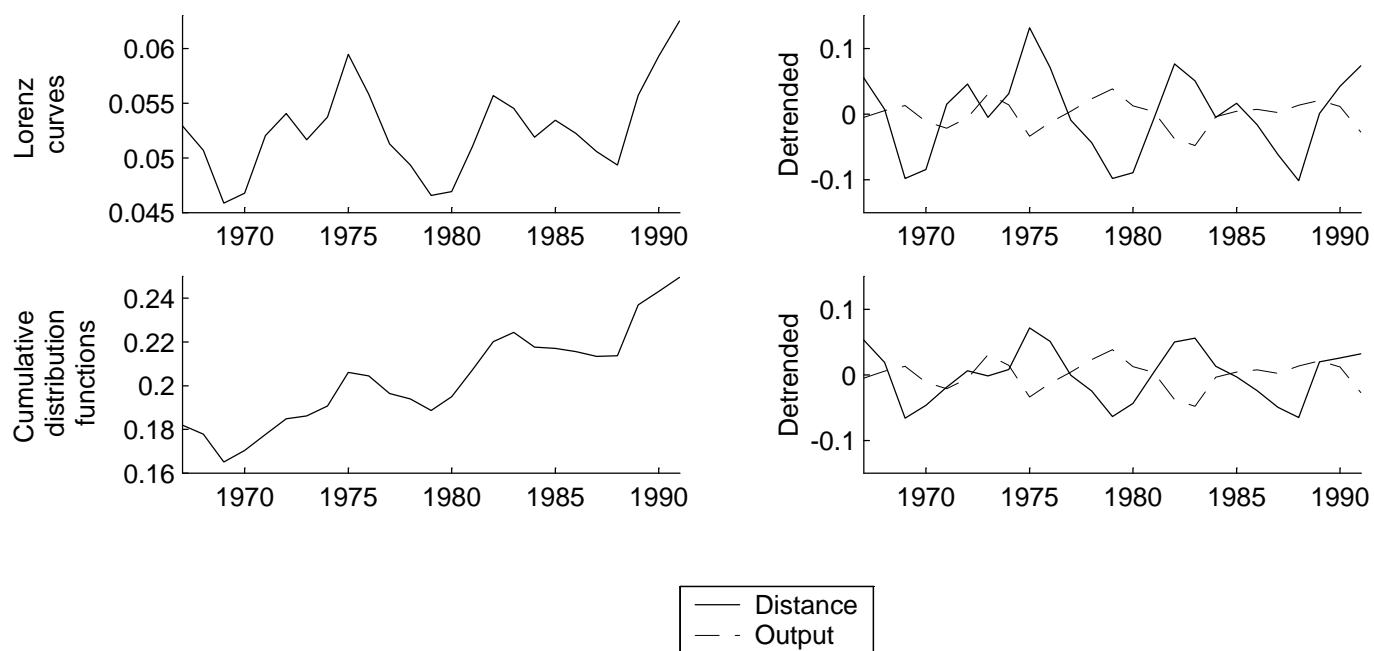 Lorenz
curves
0.06
0.055
0.05
0.045
1970 1975 1980 1985 1990
Detrended
0.1
0
-0.1
1970 1975 1980 1985 1990
Cumulative
distribution
functions
0.24
0.22
0.2
0.18
0.16
1970 1975 1980 1985 1990
Detrended
0.1
0
-0.1
1970 1975 1980 1985 1990
Distance
Output